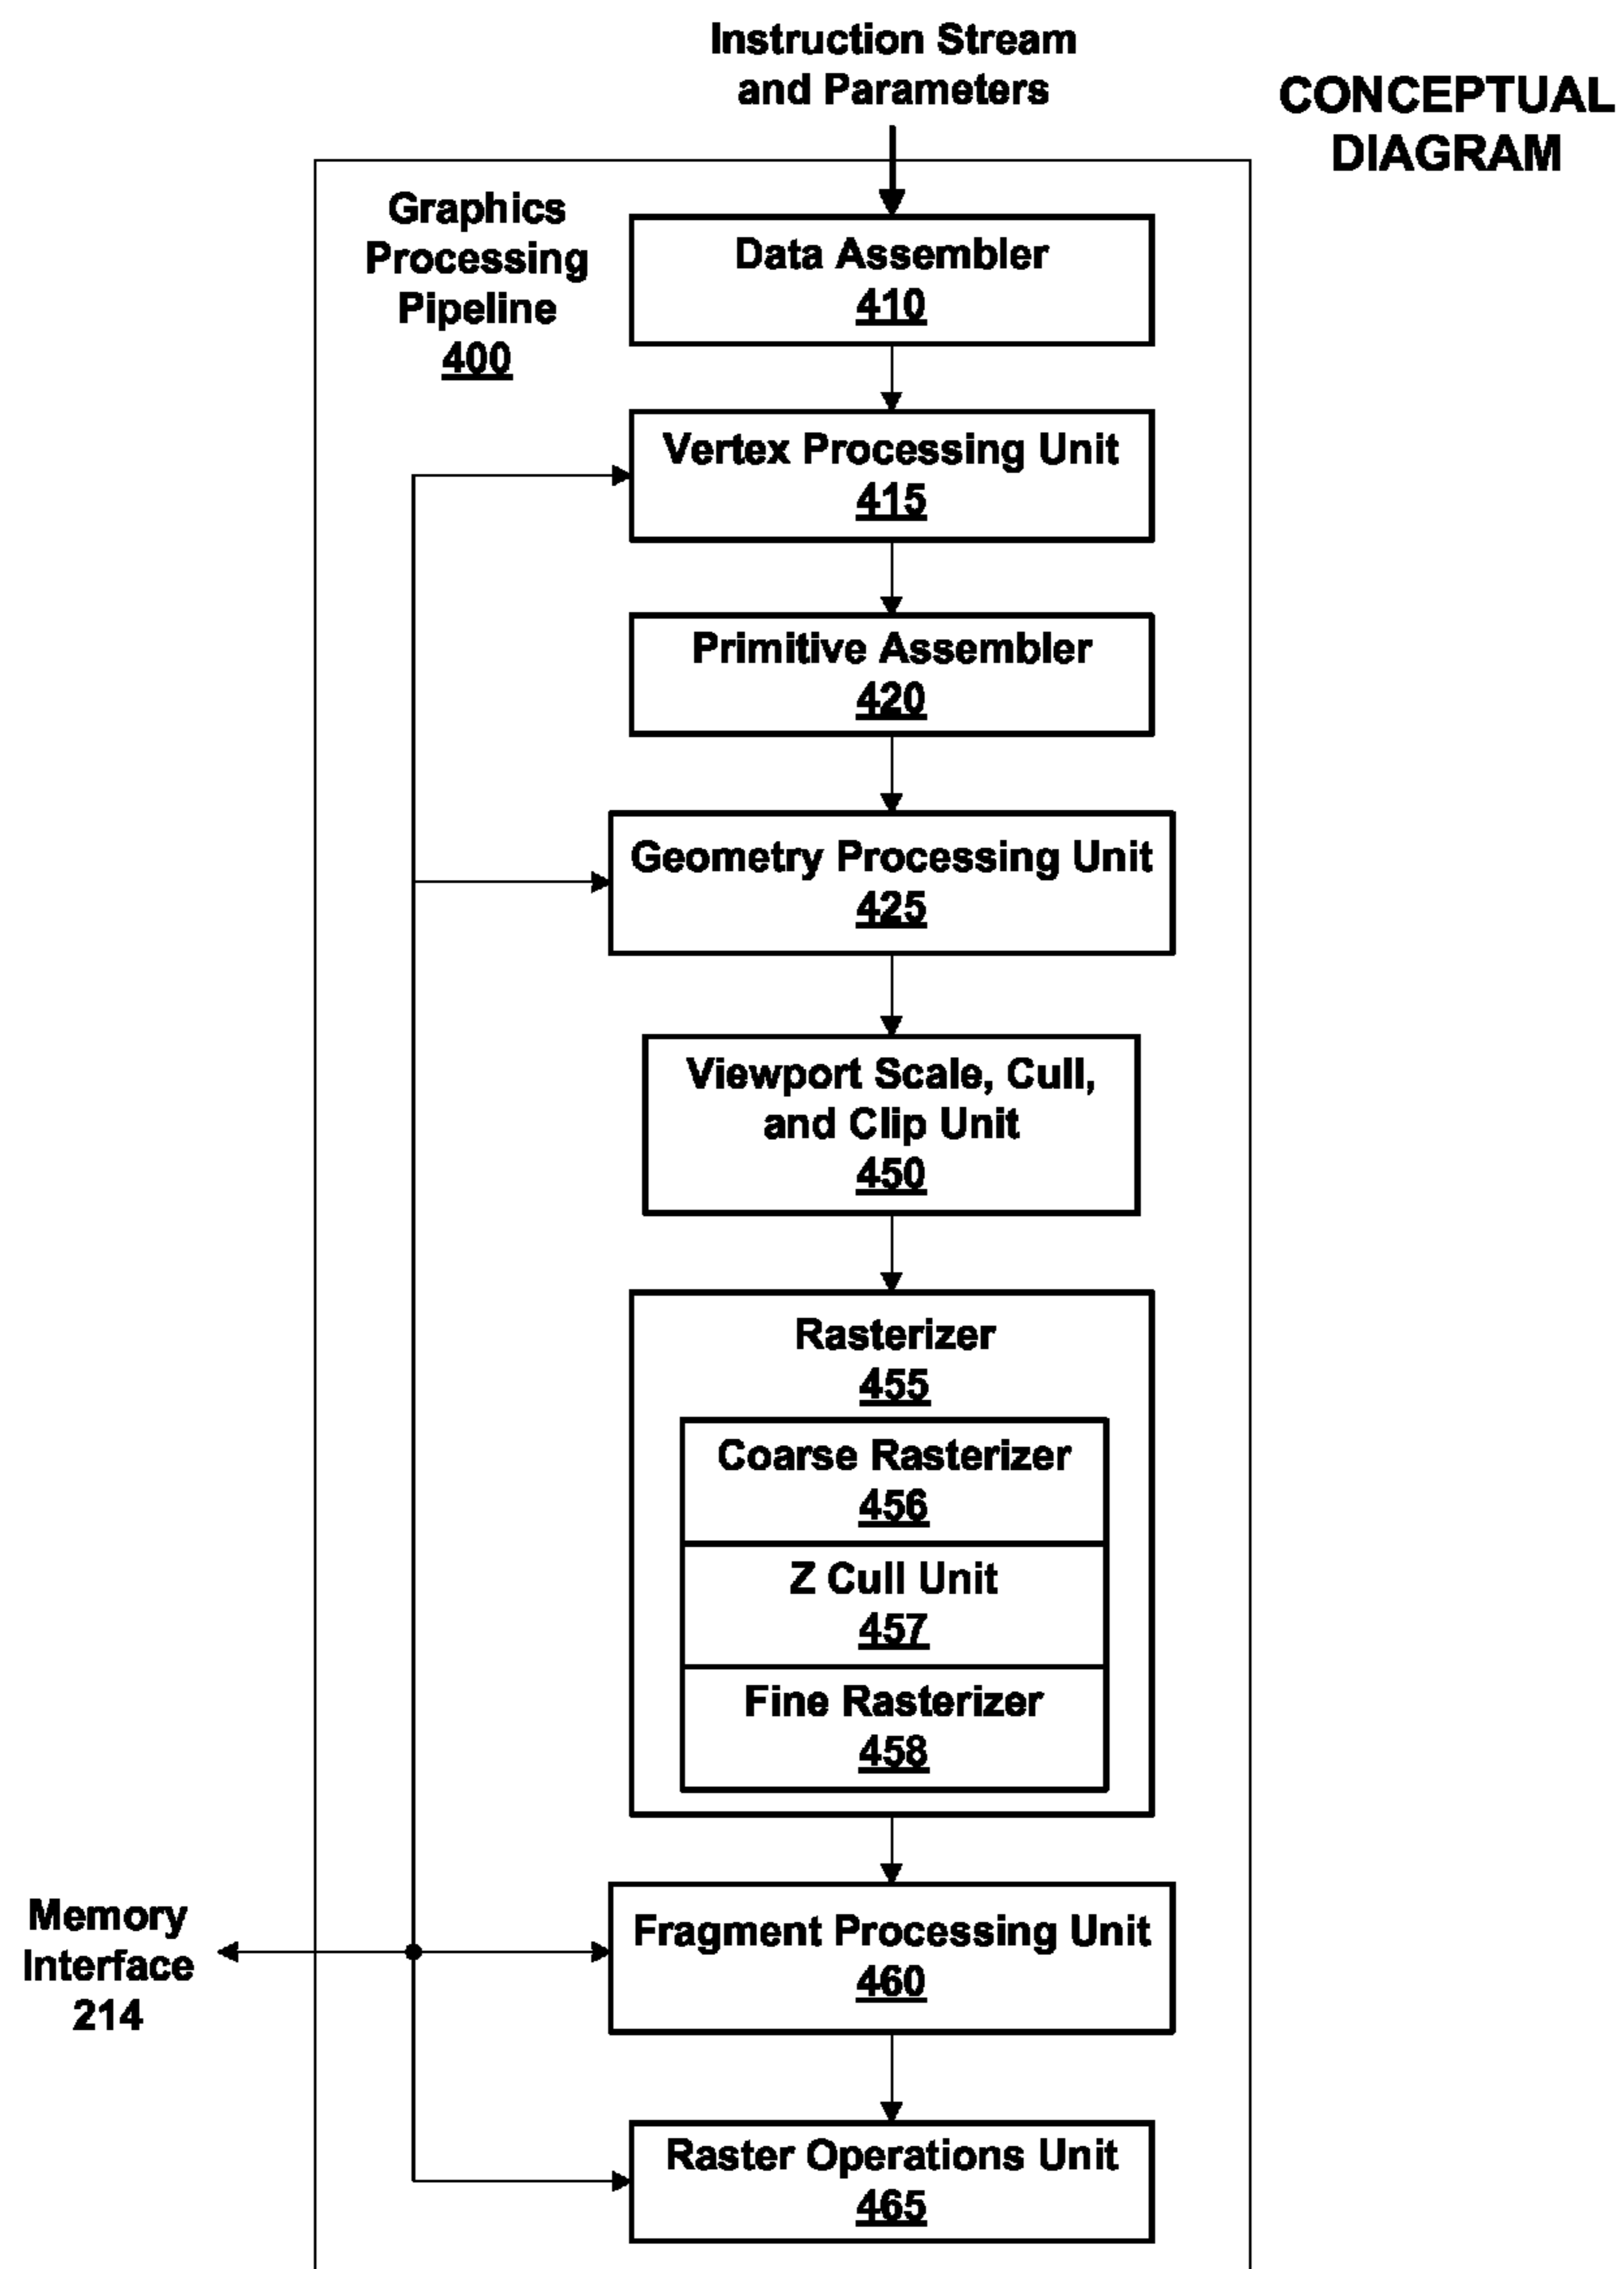 Instruction Stream
and Parameters
CONCEPTUAL
DIAGRAM
Graphics
Processing
Pipeline
400
Data Assembler
410
Vertex Processing Unit
415
Primitive Assembler
420
Geometry Processing Unit
425
Viewport Scale, Cull,
and Clip Unit
450
Rasterizer
455
Coarse Rasterizer
456
Z Cull Unit
457
Fine Rasterizer
458
Memory
Interface
214
Fragment Processing Unit
460
Raster Operations Unit
465